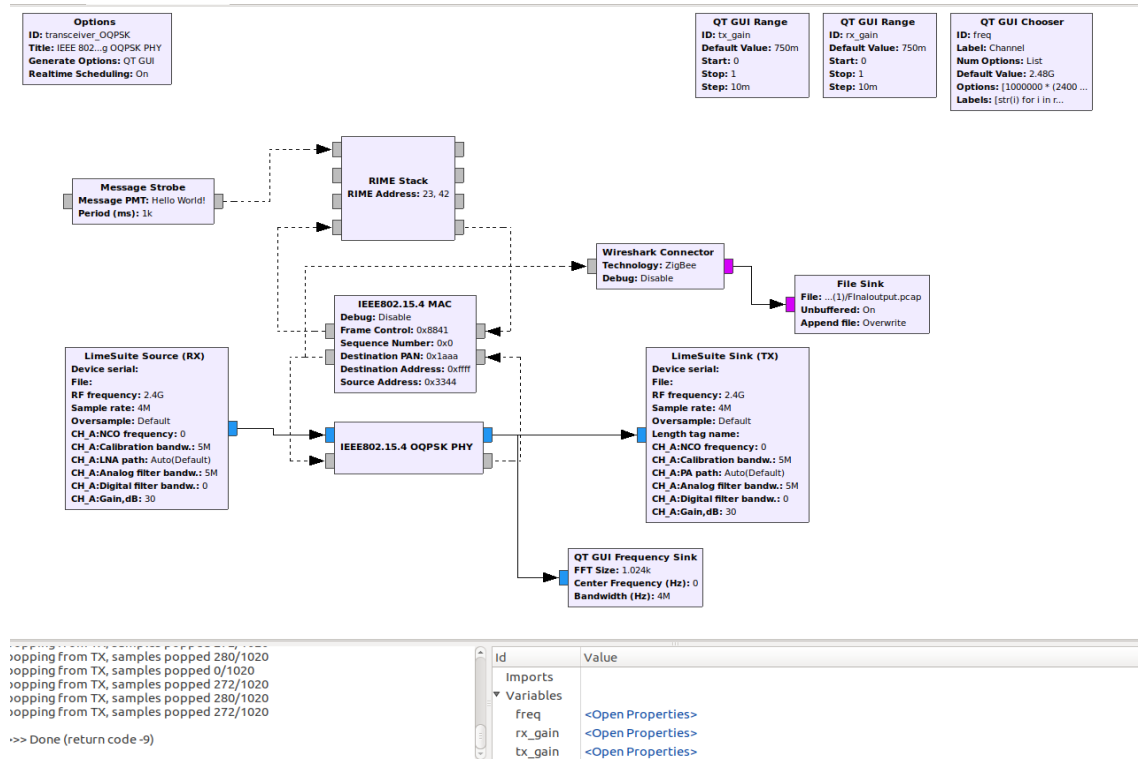 Options
ID: transceiver_OQPSK
Title: IEEE 802...g OQPSK PHY
Generate Options: QT GUI
Realtime Scheduling: On
QT GUI Range
ID: tx_gain
Default Value: 750m
Start: 0
Stop: 1
Step: 10m
QT GUI Range
ID: rx_gain
Default Value: 750m
Start: 0
Stop: 1
Step: 10m
QT GUI Chooser
ID: freq
Label: Channel
Num Options: List
Default Value: 2.48G
Options: [1000000 * (2400 ...
Labels: [str(i) for i in r...
RIME Stack
RIME Address: 23, 42
Message Strobe
Message PMT: Hello World!
Period (ms): 1k
Wireshark Connector
Technology: ZigBee
Debug: Disable
File Sink
File: ...(1)/FInaloutput.pcap
Unbuffered: On
Append file: Overwrite
IEEE802.15.4 MAC
Debug: Disable
Frame Control: 0x8841
Sequence Number: 0x0
Destination PAN: 0x1aaa
Destination Address: 0xffff
Source Address: 0x3344
LimeSuite Source (RX)
Device serial:
File:
RF frequency: 2.4G
Sample rate: 4M
Oversample: Default
CH_A:NCO frequency: 0
CH_A:Calibration bandw.: 5M
CH_A:LNA path: Auto(Default)
CH_A:Analog filter bandw.: 5M
CH_A:Digital filter bandw.: 0
CH_A:Gain,dB: 30
IEEE802.15.4 OQPSK PHY
LimeSuite Sink (TX)
Device serial:
File:
RF frequency: 2.4G
Sample rate: 4M
Oversample: Default
Length tag name:
CH_A:NCO frequency: 0
CH_A:Calibration bandw.: 5M
CH_A:PA path: Auto(Default)
CH_A:Analog filter bandw.: 5M
CH_A:Digital filter bandw.: 0
CH_A:Gain,dB: 30
QT GUI Frequency Sink
FFT Size: 1.024k
Center Frequency (Hz): 0
Bandwidth (Hz): 4M
popping from TX, samples popped 280/1020
popping from TX, samples popped 0/1020
popping from TX, samples popped 272/1020
popping from TX, samples popped 280/1020
popping from TX, samples popped 272/1020
>>> Done (return code -9)
Id Value
Imports
Variables
freq <Open Properties>
rx_gain <Open Properties>
tx_gain <Open Properties>